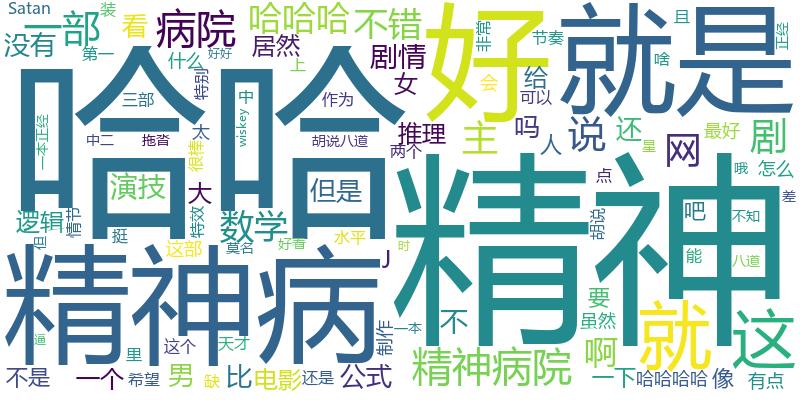 Satan
装
一部
看
病院
哈哈哈
不错
好
就是
非常
且
正经
没有
第一
什么
居然
剧情
节奏
啥
好好
上
哈哈
三部
特别
中
作为
女
给
会
可以
一本正经
wiskey
中二
拖沓
太
很棒
胡说八道
推理
两个
主
吗
人
说
还
网
最好
剧
星
演技
大
但是
精神
点
哦
怎么
逻辑
情节
但
挺
特效
数学
这部
莫名
好看
水平
时
胡说
吧
不知
差
能
八道
精神病
J
制作
一本
不
要
虽然
就
这
逼
里
这个
天才
啊
精神病院
不是
一个
希望
男
缺
比
电影
还是
公式
一下
哈哈哈哈
像
有点